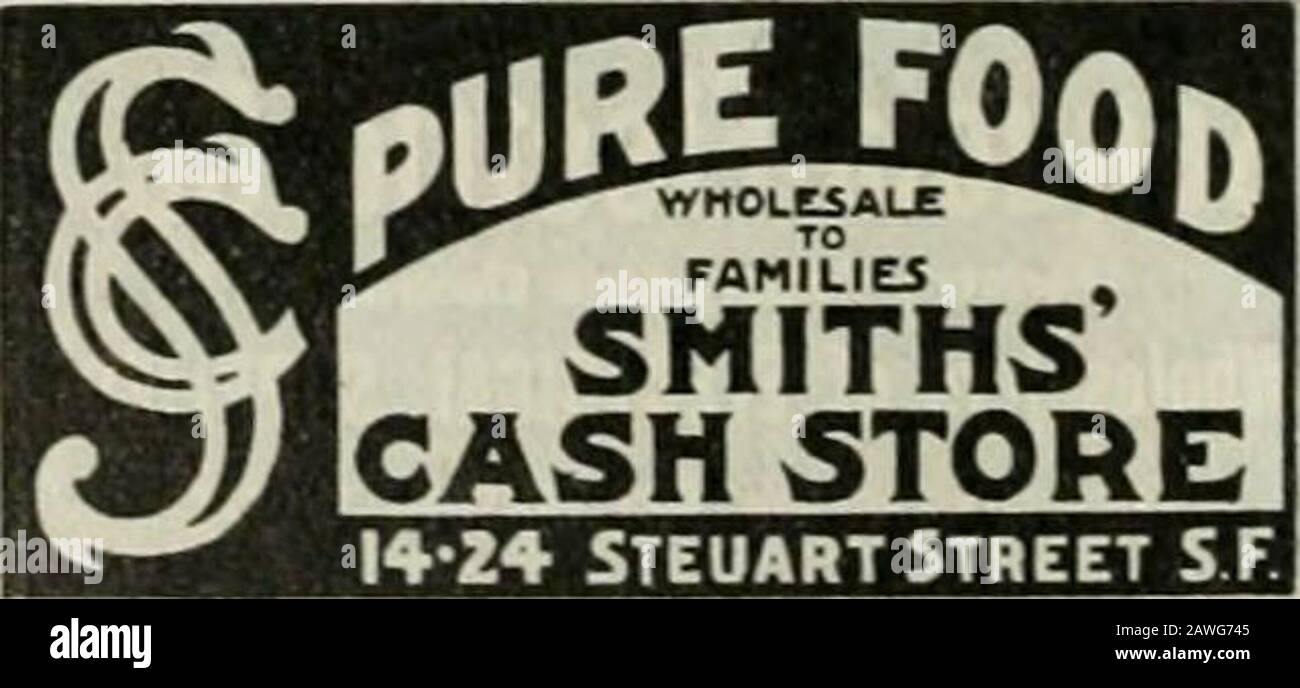 PURE FOOD
WHOLESALE
TO
FAMILIES
SMITHS'
CASH STORE
14·24 STEUART STREET S.F.
alamy
Image ID: 2AWG745
www.alamy.com